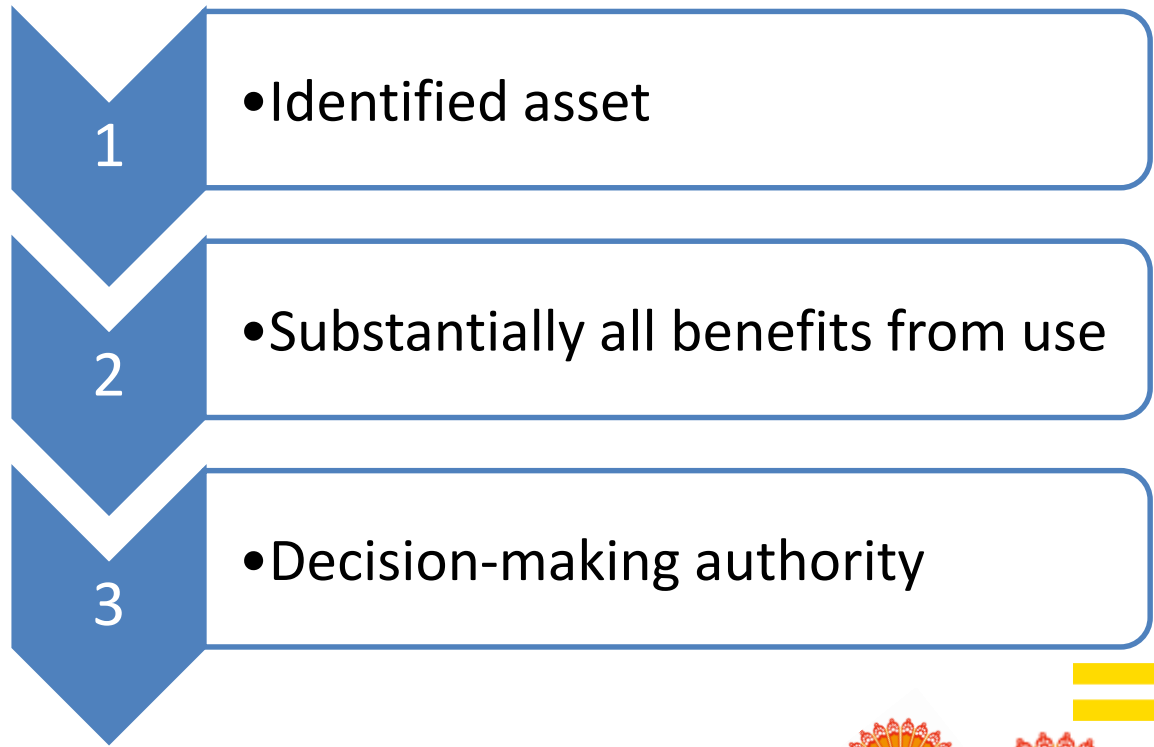 1
•Identified asset
2
•Substantially all benefits from use
3
•Decision-making authority